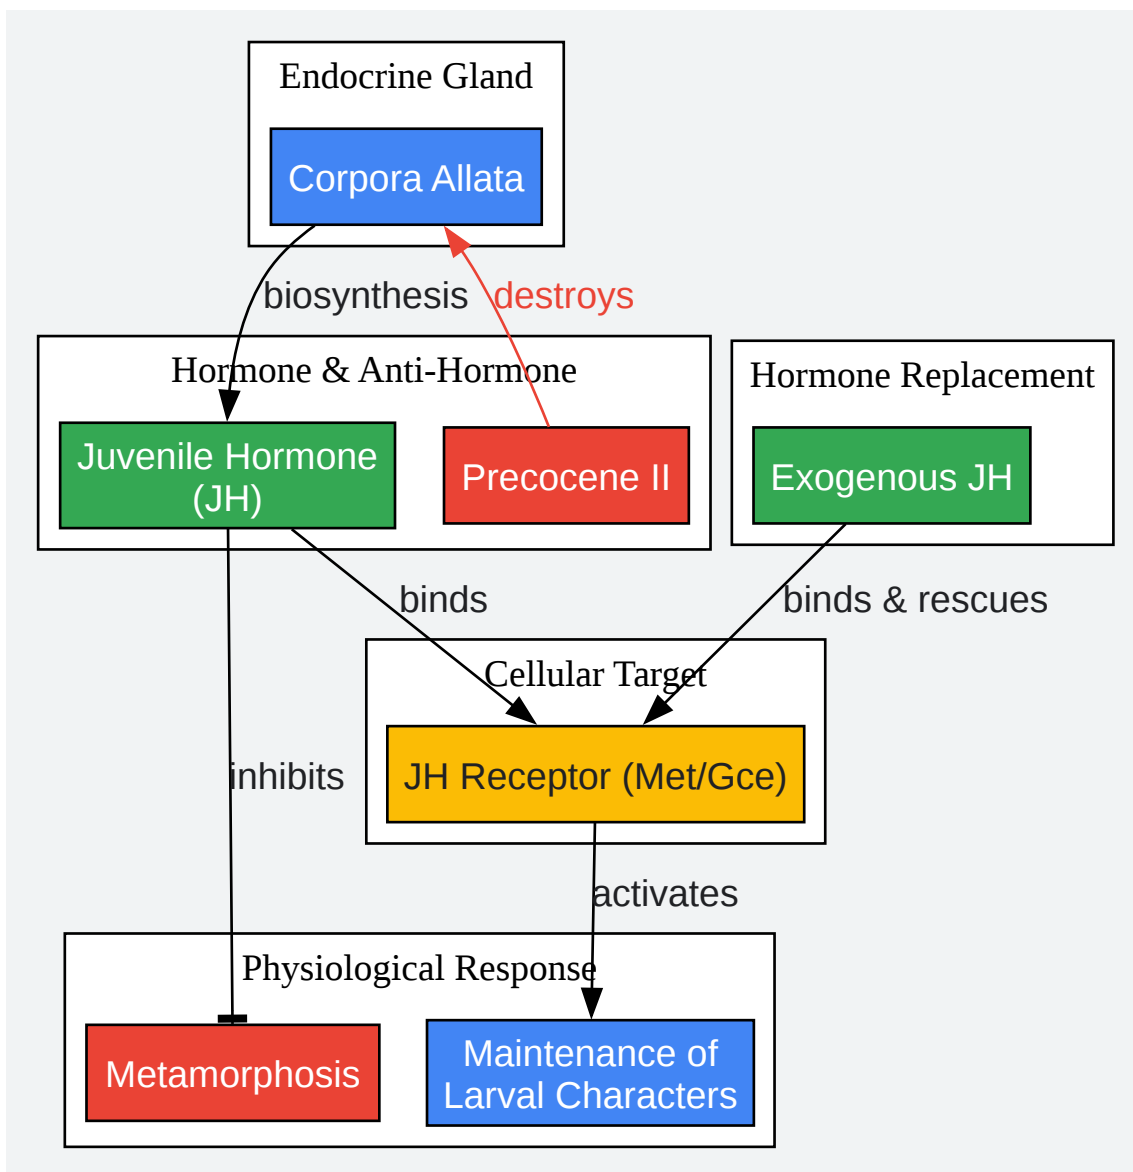 Endocrine Gland
Corpora Allata
biosynthesis
destroys
Hormone & Anti-Hormone
Hormone Replacement
Juvenile Hormone
(JH)
Precocene II
Exogenous JH
binds
binds & rescues
Cellular Target
JH Receptor (Met/Gce)
inhibits
activates
Physiological Response
Metamorphosis
Maintenance of
Larval Characters